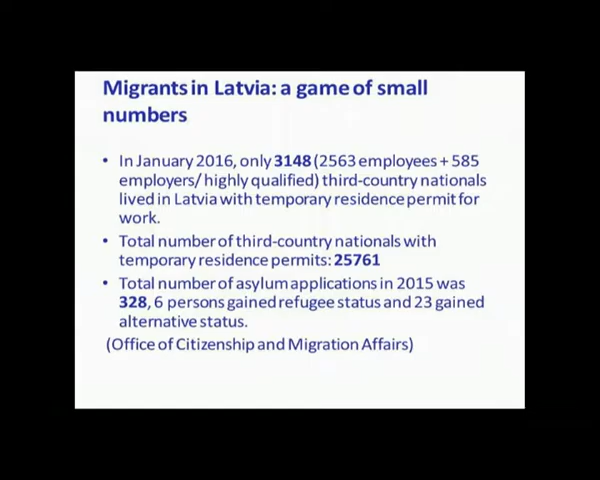 Migrants in Latvia: a game of small
numbers
• In January 2016, only 3148 (2563 employees + 585
employers/ highly qualified) third-country nationals
lived in Latvia with temporary residence permit for
work.
• Total number of third-country nationals with
temporary residence permits: 25761
• Total number of asylum applications in 2015 was
328, 6 persons gained refugee status and 23 gained
alternative status.
(Office of Citizenship and Migration Affairs)